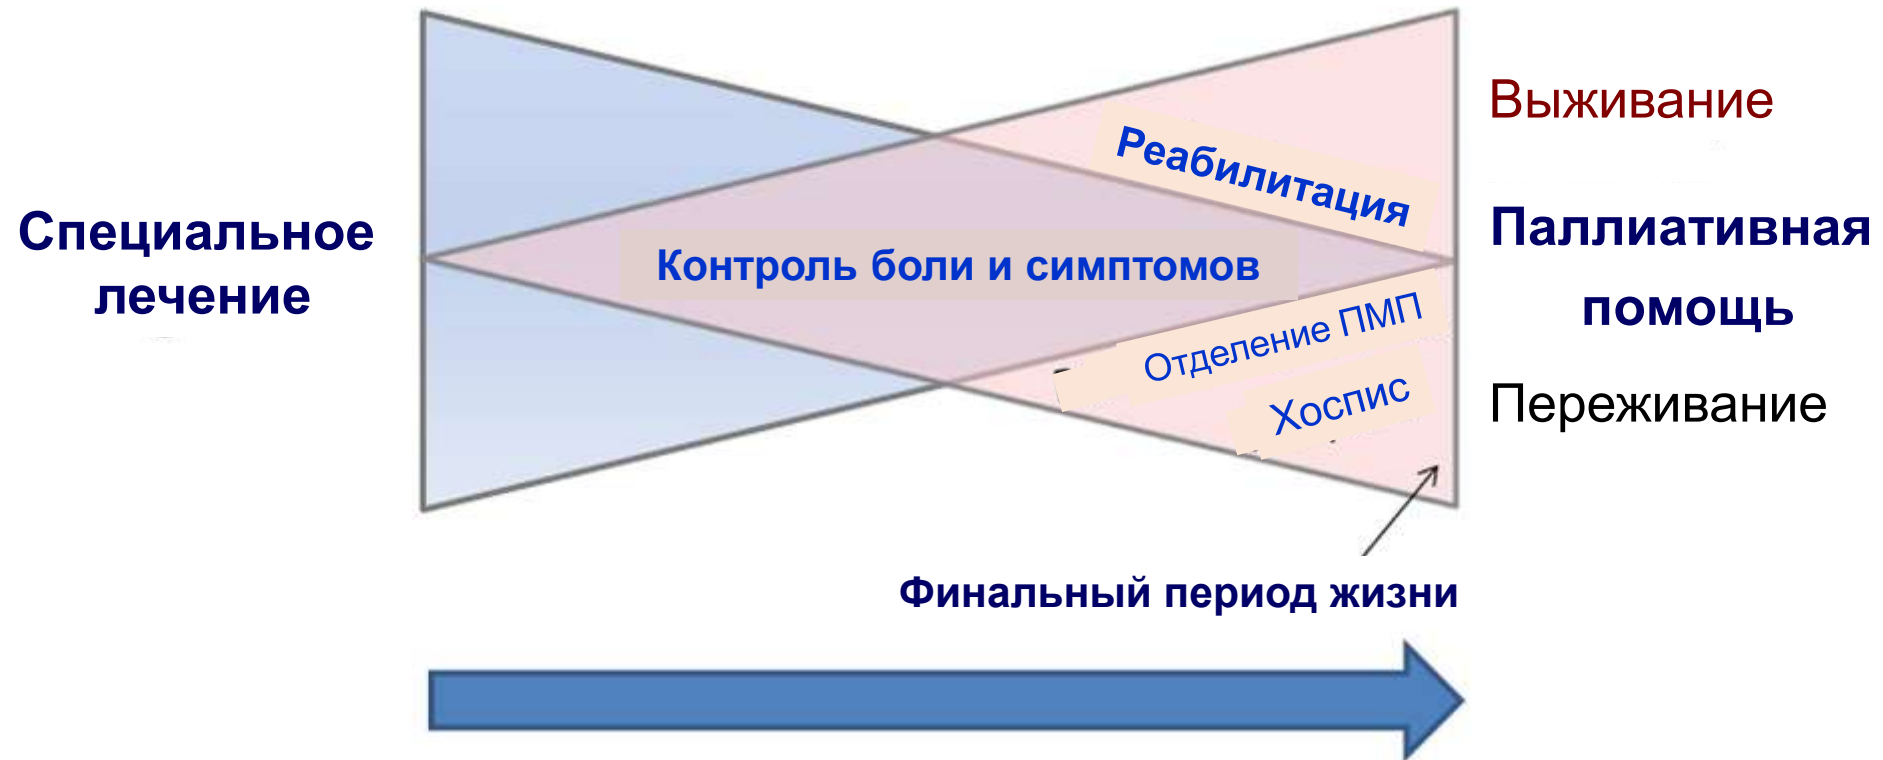 Выживание
Реабилитация
Специальное
лечение
Контроль боли и симптомов
Паллиативная
помощь
Отделение ПМП
Хоспис
Переживание
Финальный период жизни